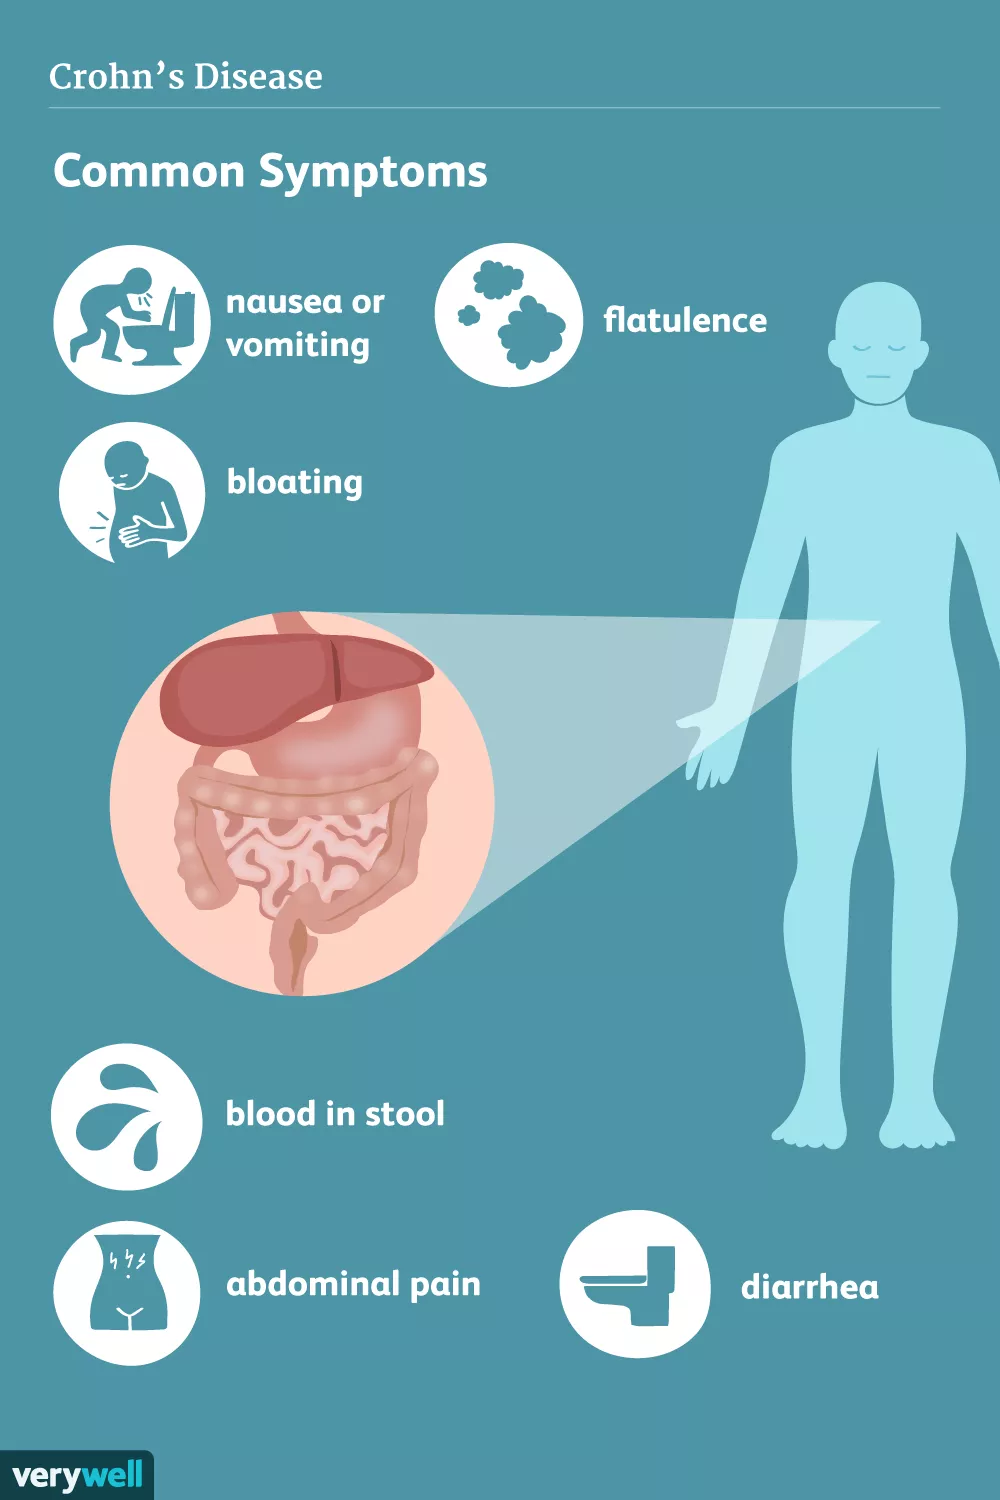 Crohn’s Disease
Common Symptoms
nausea or
vomiting
flatulence
bloating
blood in stool
abdominal pain
diarrhea
verywell